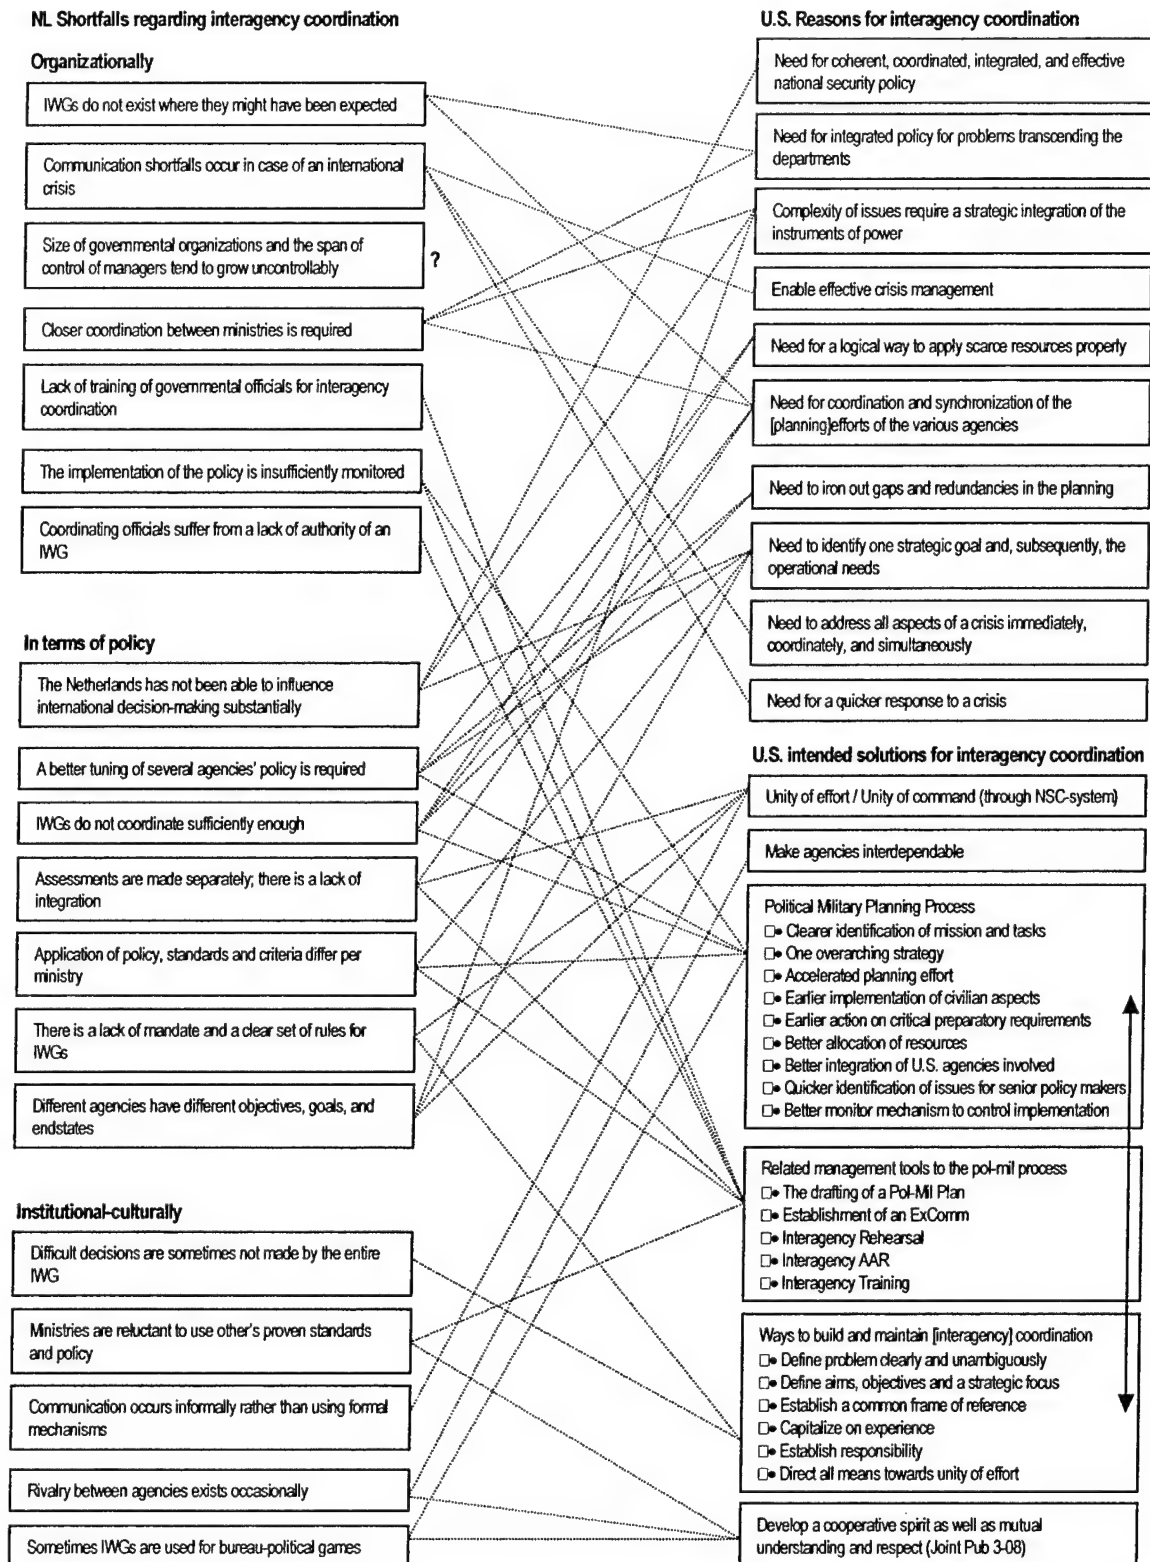 NL Shortfalls regarding interagency coordination
Organizationally
IWGs do not exist where they might have been expected
Communication shortfalls occur in case of an international
crisis
Size of governmental organizations and the span of
control of managers tend to grow uncontrollably
?
Closer coordination between ministries is required
Lack of training of governmental officials for interagency
coordination
The implementation of the policy is insufficiently monitored
Coordinating officials suffer from a lack of authority of an
IWG
In terms of policy
The Netherlands has not been able to influence
international decision-making substantially
A better tuning of several agencies' policy is required
IWGs do not coordinate sufficiently enough
Assessments are made separately; there is a lack of
integration
Application of policy, standards and criteria differ per
ministry
There is a lack of mandate and a clear set of rules for
IWGs
Different agencies have different objectives, goals, and
endstates
Institutional-culturally
Difficult decisions are sometimes not made by the entire
IWG
Ministries are reluctant to use other's proven standards
and policy
Communication occurs informally rather than using formal
mechanisms
Rivalry between agencies exists occasionally
Sometimes IWGs are used for bureau-political games
U.S. Reasons for interagency coordination
Need for coherent, coordinated, integrated, and effective
national security policy
Need for integrated policy for problems transcending the
departments
Complexity of issues require a strategic integration of the
instruments of power
Enable effective crisis management
Need for a logical way to apply scarce resources properly
Need for coordination and synchronization of the
[planning]efforts of the various agencies
Need to iron out gaps and redundancies in the planning
Need to identify one strategic goal and, subsequently, the
operational needs
Need to address all aspects of a crisis immediately,
coordinately, and simultaneously
Need for a quicker response to a crisis
U.S. intended solutions for interagency coordination
Unity of effort / Unity of command (through NSC-system)
Make agencies interdependable
Political Military Planning Process
□• Clearer identification of mission and tasks
□• One overarching strategy
□• Accelerated planning effort
□• Earlier implementation of civilian aspects
□• Earlier action on critical preparatory requirements
□• Better allocation of resources
□• Better integration of U.S. agencies involved
□• Quicker identification of issues for senior policy makers
□• Better monitor mechanism to control implementation
Related management tools to the pol-mil process
□• The drafting of a Pol-Mil Plan
□• Establishment of an ExComm
□• Interagency Rehearsal
□• Interagency AAR
□• Interagency Training
Ways to build and maintain [interagency] coordination
□• Define problem clearly and unambiguously
□• Define aims, objectives and a strategic focus
□• Establish a common frame of reference
□• Capitalize on experience
□• Establish responsibility
□• Direct all means towards unity of effort
Develop a cooperative spirit as well as mutual
understanding and respect (Joint Pub 3-08)